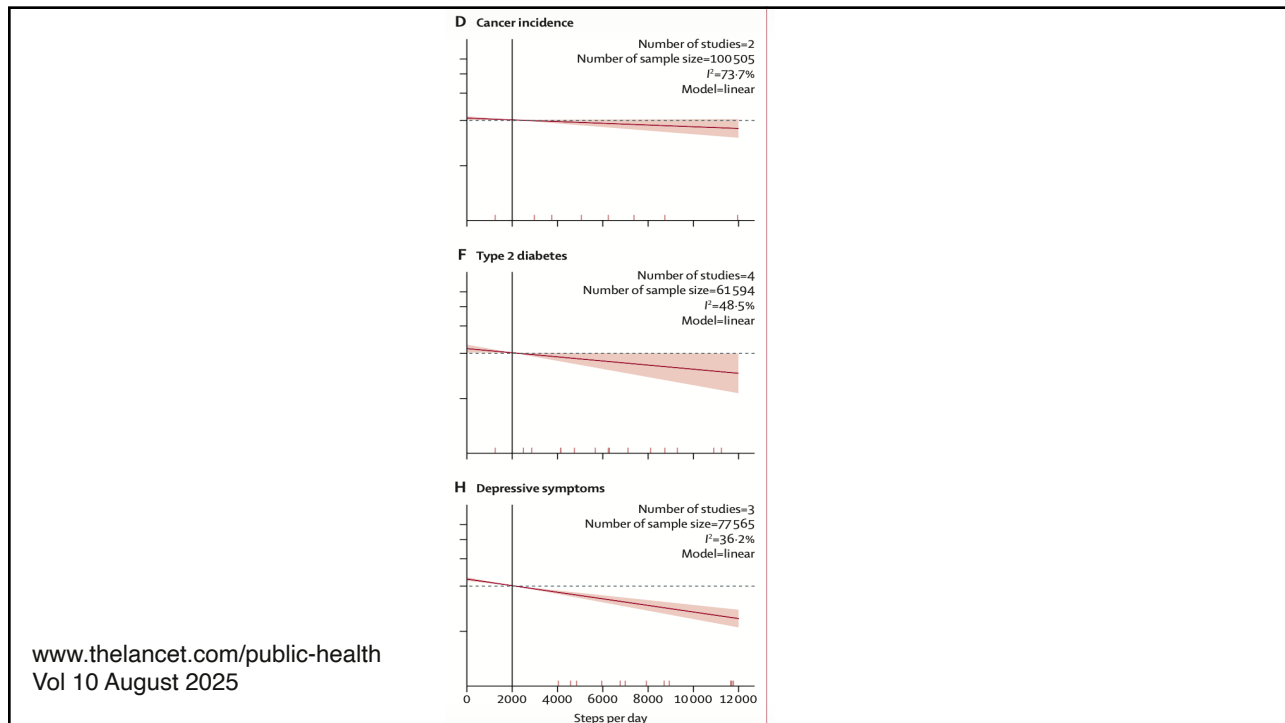 D Cancer incidence
Number of studies=2
Number of sample size=100 505
I²=73·7%
Model=linear
F Type 2 diabetes
Number of studies=4
Number of sample size=61 594
I²=48·5%
Model=linear
H Depressive symptoms
Number of studies=3
Number of sample size=77 565
I²=36·2%
Model=linear
0 2000 4000 6000 8000 10 000 12 000
Steps per day
www.thelancet.com/public-health
Vol 10 August 2025